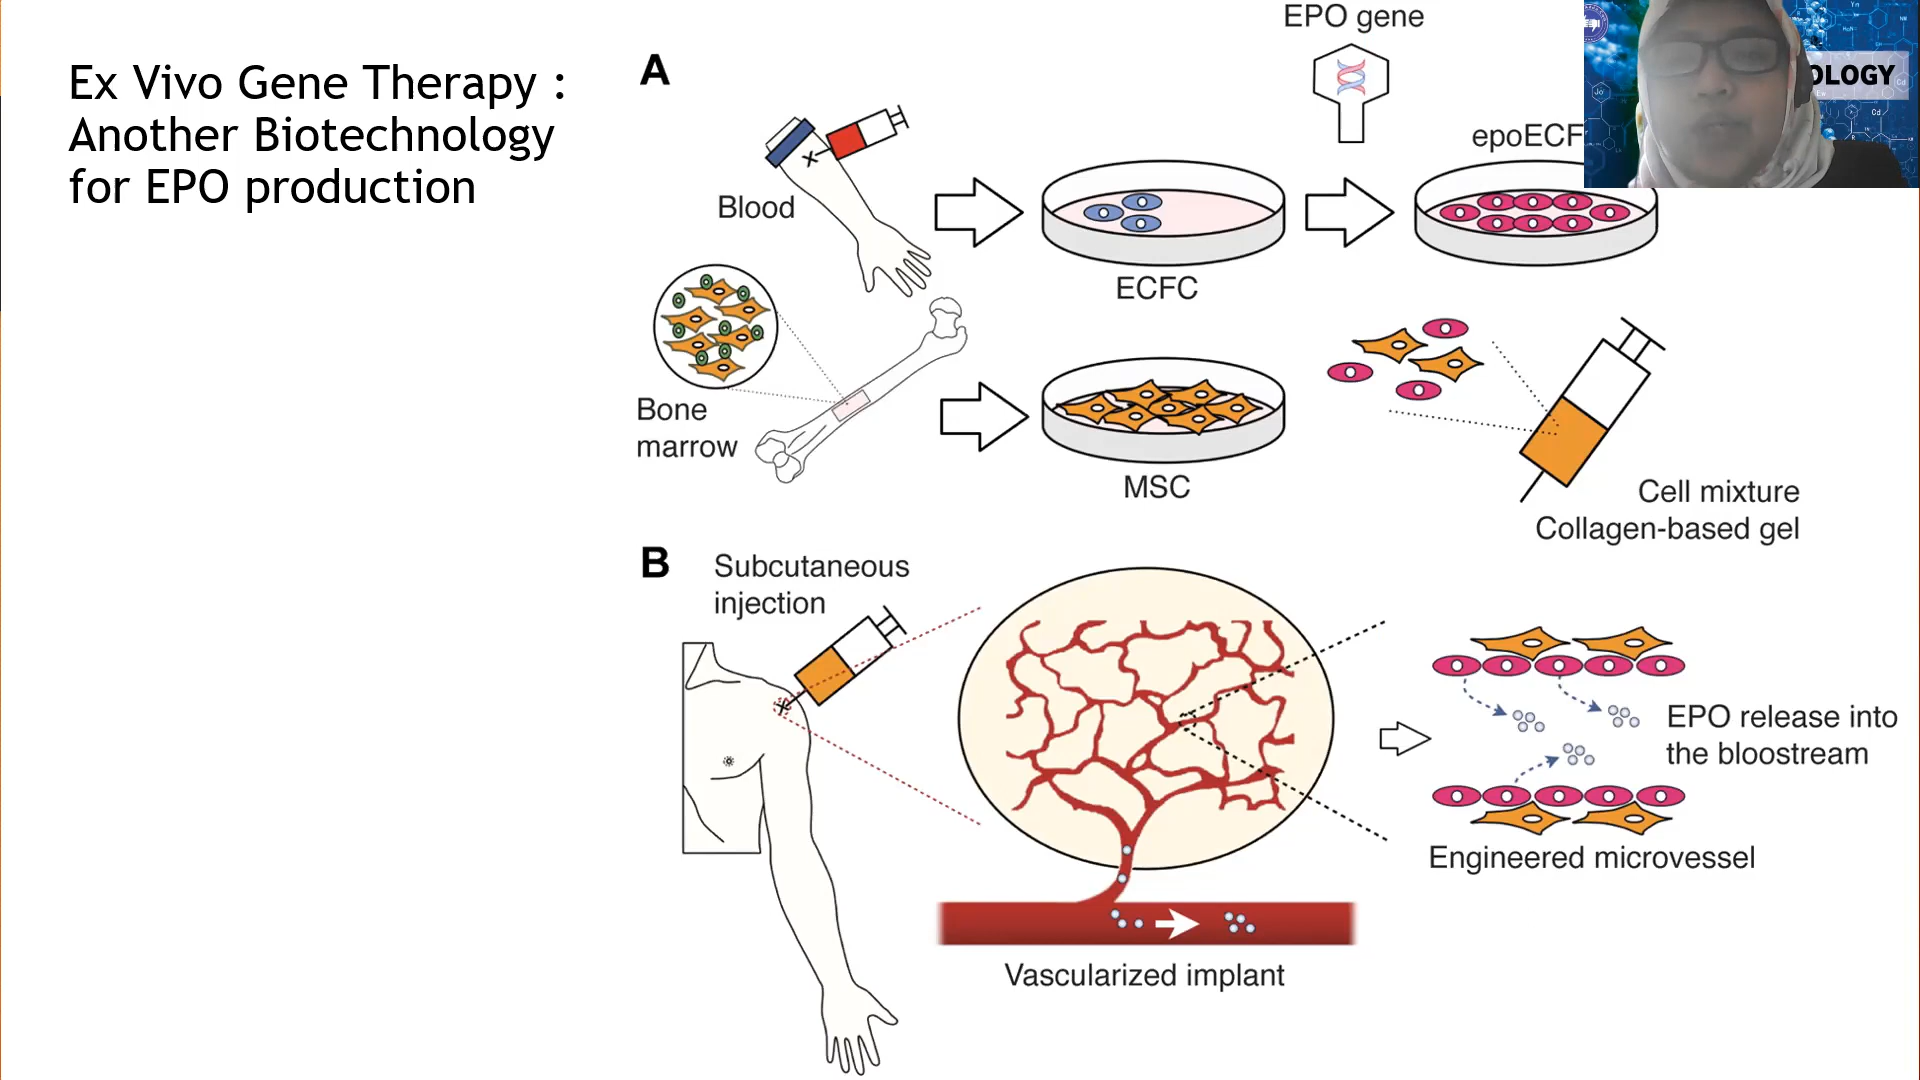 Ex Vivo Gene Therapy :
Another Biotechnology
for EPO production
A
EPO gene
OLOGY
epoECF
Blood
ECFC
Bone
marrow
MSC
Cell mixture
Collagen-based gel
B
Subcutaneous
injection
EPO release into
the bloostream
Engineered microvessel
Vascularized implant